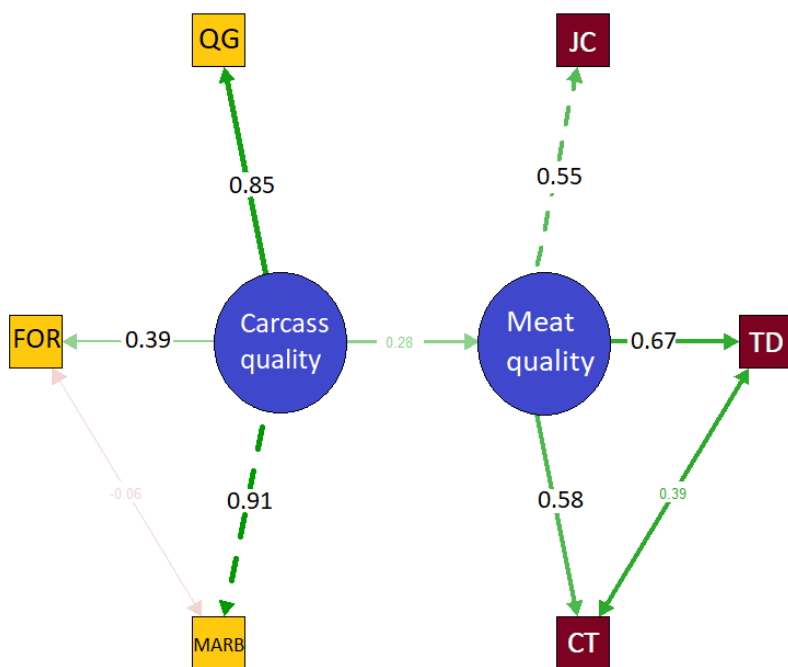 QG
JC
0.85
0.55
Carcass
quality
Meat
quality
FOR
0.39
0.28
0.67
TD
-0.06
0.91
0.58
0.39
MARB
CT